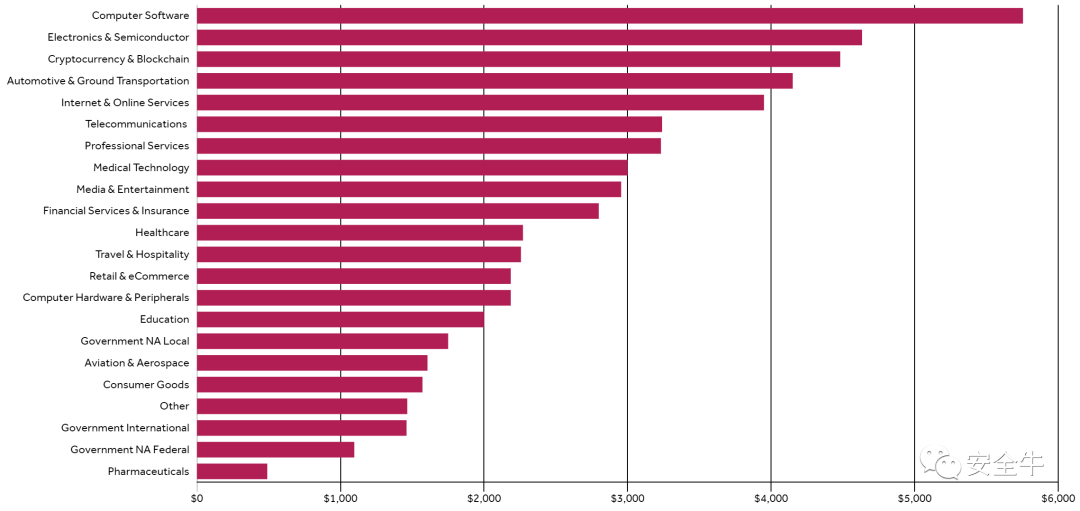 Computer Software
Electronics & Semiconductor
Cryptocurrency & Blockchain
Automotive & Ground Transportation
Internet & Online Services
Telecommunications
Professional Services
Medical Technology
Media & Entertainment
Financial Services & Insurance
Healthcare
Travel & Hospitality
Retail & eCommerce
Computer Hardware & Peripherals
Education
Government NA Local
Aviation & Aerospace
Consumer Goods
Other
Government International
Government NA Federal
Pharmaceuticals
安全牛
$0 $1,000 $2,000 $3,000 $4,000 $5,000 $6,000